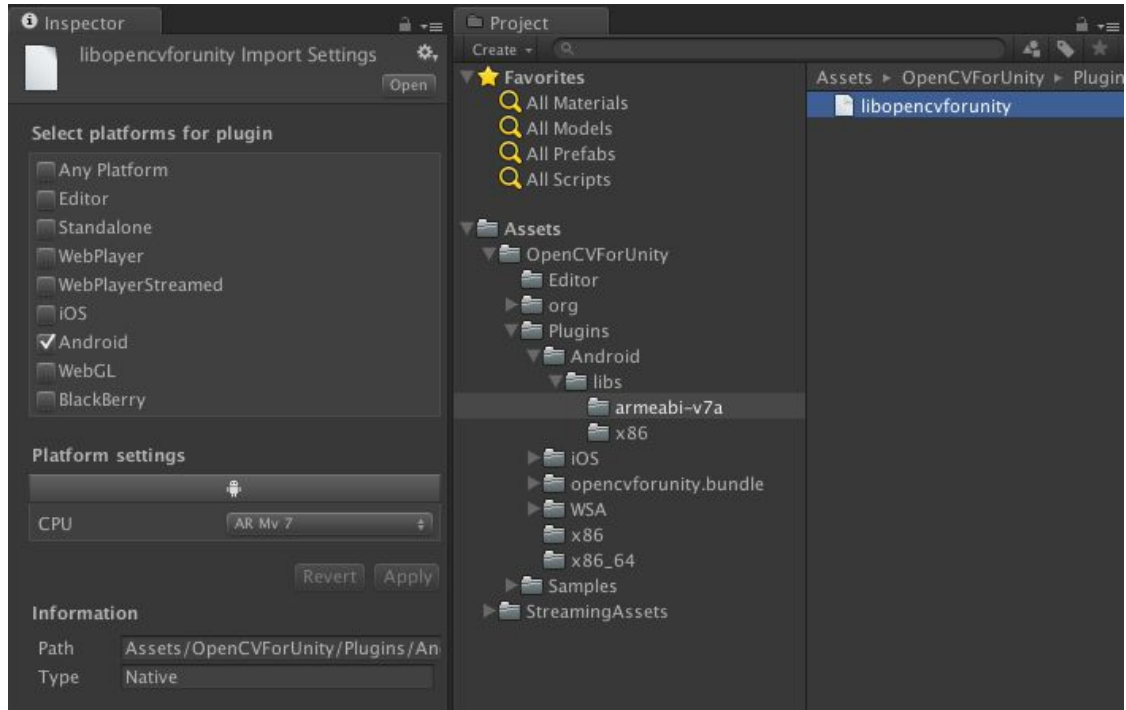 Inspector
libopencvforunity Import Settings
Open
Select platforms for plugin
Any Platform
Editor
Standalone
WebPlayer
WebPlayerStreamed
iOS
Android
WebGL
BlackBerry
Platform settings
CPU AR Mv 7
Revert Apply
Information
Path Assets/OpenCVForUnity/Plugins/An
Type Native
Project
Create
Favorites
All Materials
All Models
All Prefabs
All Scripts
Assets
OpenCVForUnity
Editor
org
Plugins
Android
libs
armeabi-v7a
x86
iOS
opencvforunity.bundle
WSA
x86
x86_64
Samples
StreamingAssets
Assets ▸ OpenCVForUnity ▸ Plugin
libopencvforunity